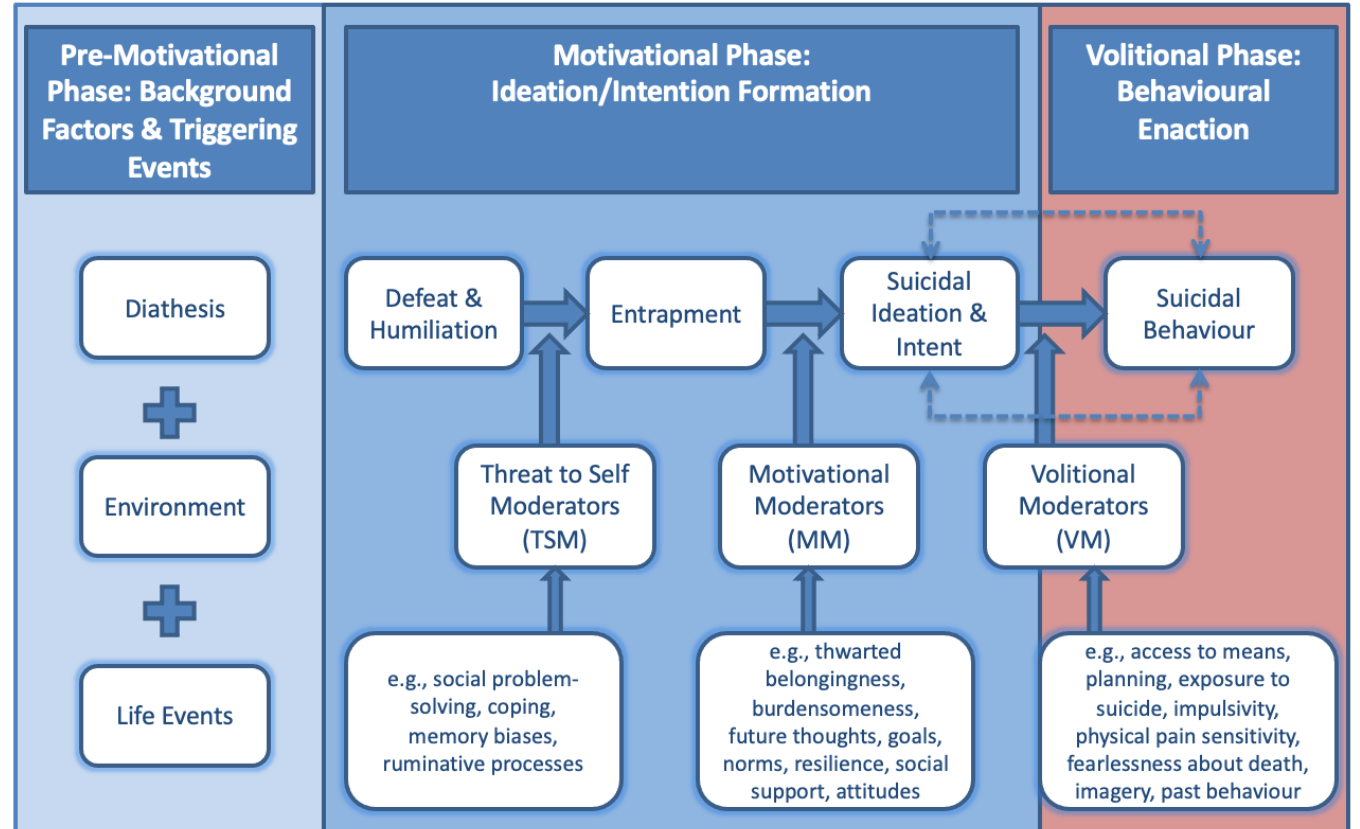 Pre-Motivational
Phase: Background
Factors & Triggering
Events
Motivational Phase:
Ideation/Intention Formation
Volitional Phase:
Behavioural
Enaction
Diathesis
Environment
Life Events
Defeat &
Humiliation
Entrapment
Suicidal
Ideation &
Intent
Suicidal
Behaviour
Threat to Self
Moderators
(TSM)
Motivational
Moderators
(MM)
Volitional
Moderators
(VM)
e.g., social problem-
solving, coping,
memory biases,
ruminative processes
e.g., thwarted
belongingness,
burdensomeness,
future thoughts, goals,
norms, resilience, social
support, attitudes
e.g., access to means,
planning, exposure to
suicide, impulsivity,
physical pain sensitivity,
fearlessness about death,
imagery, past behaviour